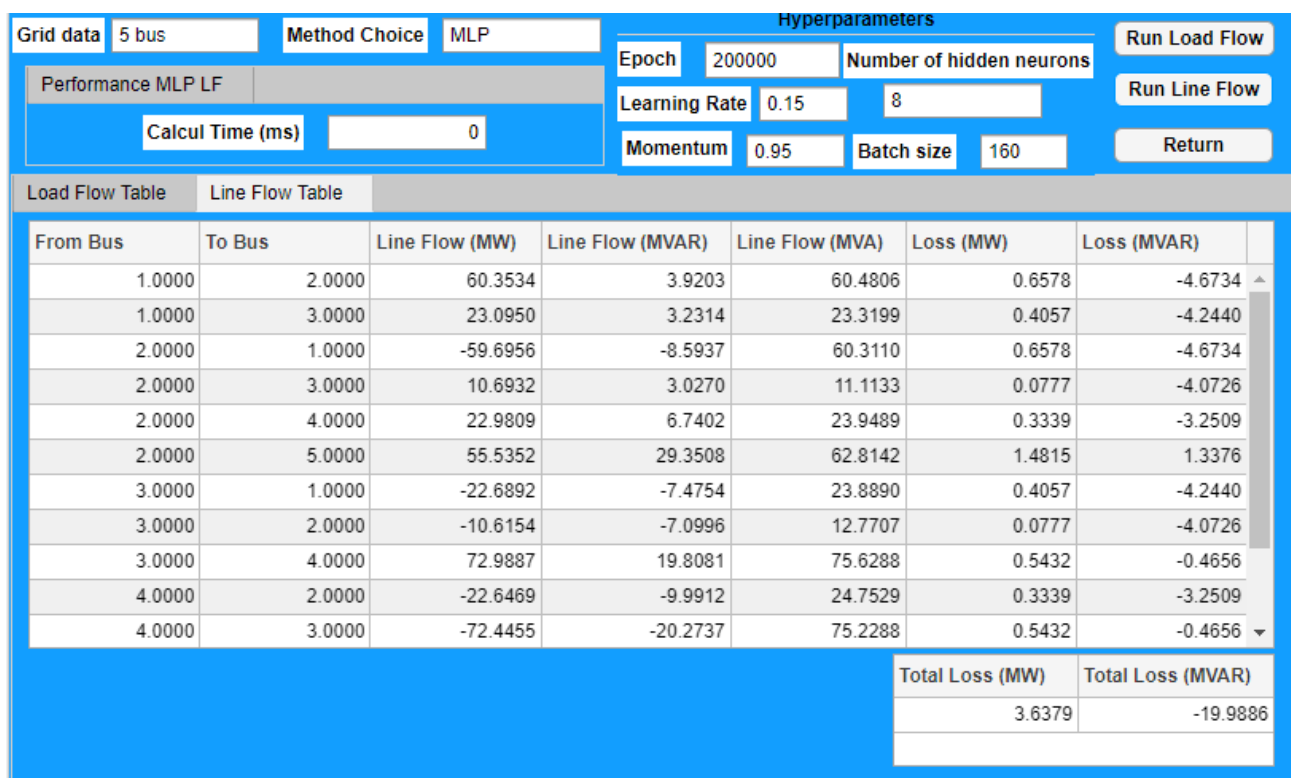 Hyperparameters
Grid data 5 bus Method Choice MLP
Run Load Flow
Epoch 200000 Number of hidden neurons
Performance MLP LF
Run Line Flow
Learning Rate 0.15 8
Calcul Time (ms) 0
Momentum 0.95 Batch size 160
Return
Load Flow Table Line Flow Table
From Bus To Bus Line Flow (MW) Line Flow (MVAR) Line Flow (MVA) Loss (MW) Loss (MVAR)
1.0000 2.0000 60.3534 3.9203 60.4806 0.6578 -4.6734
1.0000 3.0000 23.0950 3.2314 23.3199 0.4057 -4.2440
2.0000 1.0000 -59.6956 -8.5937 60.3110 0.6578 -4.6734
2.0000 3.0000 10.6932 3.0270 11.1133 0.0777 -4.0726
2.0000 4.0000 22.9809 6.7402 23.9489 0.3339 -3.2509
2.0000 5.0000 55.5352 29.3508 62.8142 1.4815 1.3376
3.0000 1.0000 -22.6892 -7.4754 23.8890 0.4057 -4.2440
3.0000 2.0000 -10.6154 -7.0996 12.7707 0.0777 -4.0726
3.0000 4.0000 72.9887 19.8081 75.6288 0.5432 -0.4656
4.0000 2.0000 -22.6469 -9.9912 24.7529 0.3339 -3.2509
4.0000 3.0000 -72.4455 -20.2737 75.2288 0.5432 -0.4656
Total Loss (MW) Total Loss (MVAR)
3.6379 -19.9886